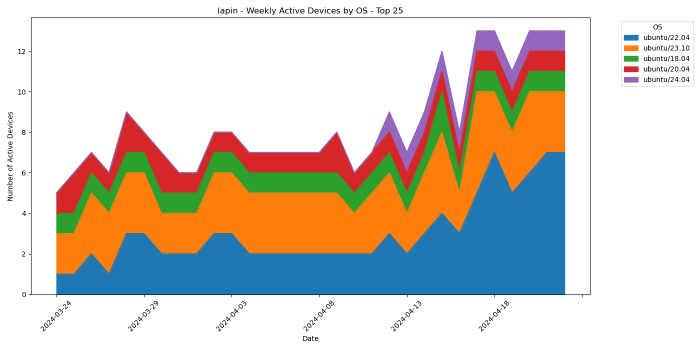 lapin - Weekly Active Devices by OS - Top 25
OS
ubuntu/22.04
ubuntu/23.10
ubuntu/18.04
ubuntu/20.04
ubuntu/24.04
Number of Active Devices
12
10
8
6
4
2
0
2024-03-24
2024-03-29
2024-04-03
2024-04-08
2024-04-13
2024-04-18
Date